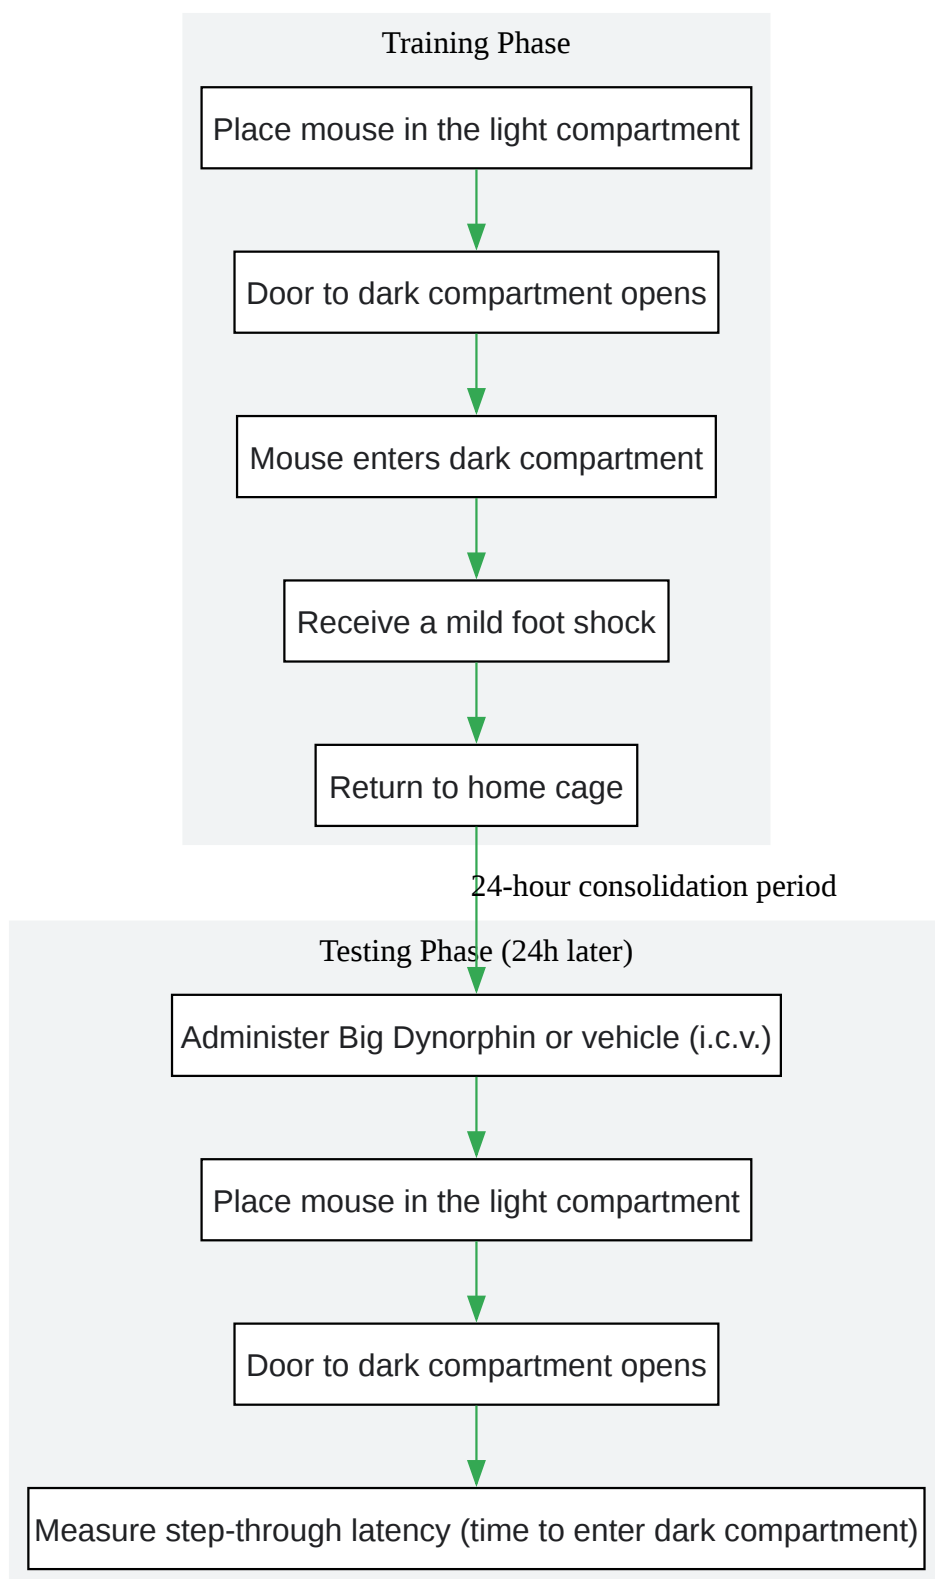 Training Phase
Place mouse in the light compartment
Door to dark compartment opens
Mouse enters dark compartment
Receive a mild foot shock
Return to home cage
24-hour consolidation period
Testing Phase (24h later)
Administer Big Dynorphin or vehicle (i.c.v.)
Place mouse in the light compartment
Door to dark compartment opens
Measure step-through latency (time to enter dark compartment)